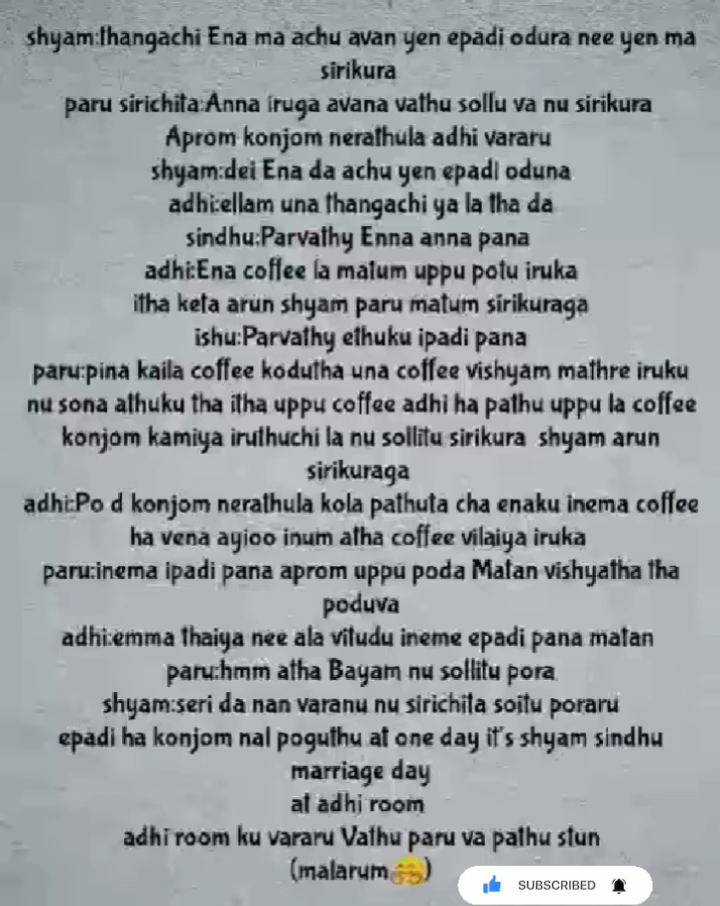 shyam:thangachi Ena ma achu avan yen epadi odura nee yen ma
sirikura
paru sirichita:Anna iruga avana vathu sollu va nu sirikura
Aprom konjom nerathula adhi vararu
shyam:dei Ena da achu yen epadi oduna
adhi:ellam una thangachi ya la tha da
sindhu:Parvathy Enna anna pana
adhi:Ena coffee la matum uppu potu iruka
itha keta arun shyam paru matum sirikuraga
ishu:Parvathy ethuku ipadi pana
paru:pina kaila coffee kodutha una coffee vishyam mathre iruku
nu sona athuku tha itha uppu coffee adhi ha pathu uppu la coffee
konjom kamiya iruthuchi la nu sollitu sirikura shyam arun
sirikuraga
adhi:Po d konjom nerathula kola pathuta cha enaku inema coffee
ha vena ayioo inum atha coffee vilaiya iruka
paru:inema ipadi pana aprom uppu poda Matan vishyatha tha
poduva
adhi:emma thaiya nee ala vitudu ineme epadi pana matan
paru:hmm atha Bayam nu sollitu pora
shyam:seri da nan varanu nu sirichita soitu poraru
epadi ha konjom nal poguthu at one day it's shyam sindhu
marriage day
at adhi room
adhi room ku vararu Vathu paru va pathu stun
(malarum🤭)
SUBSCRIBED